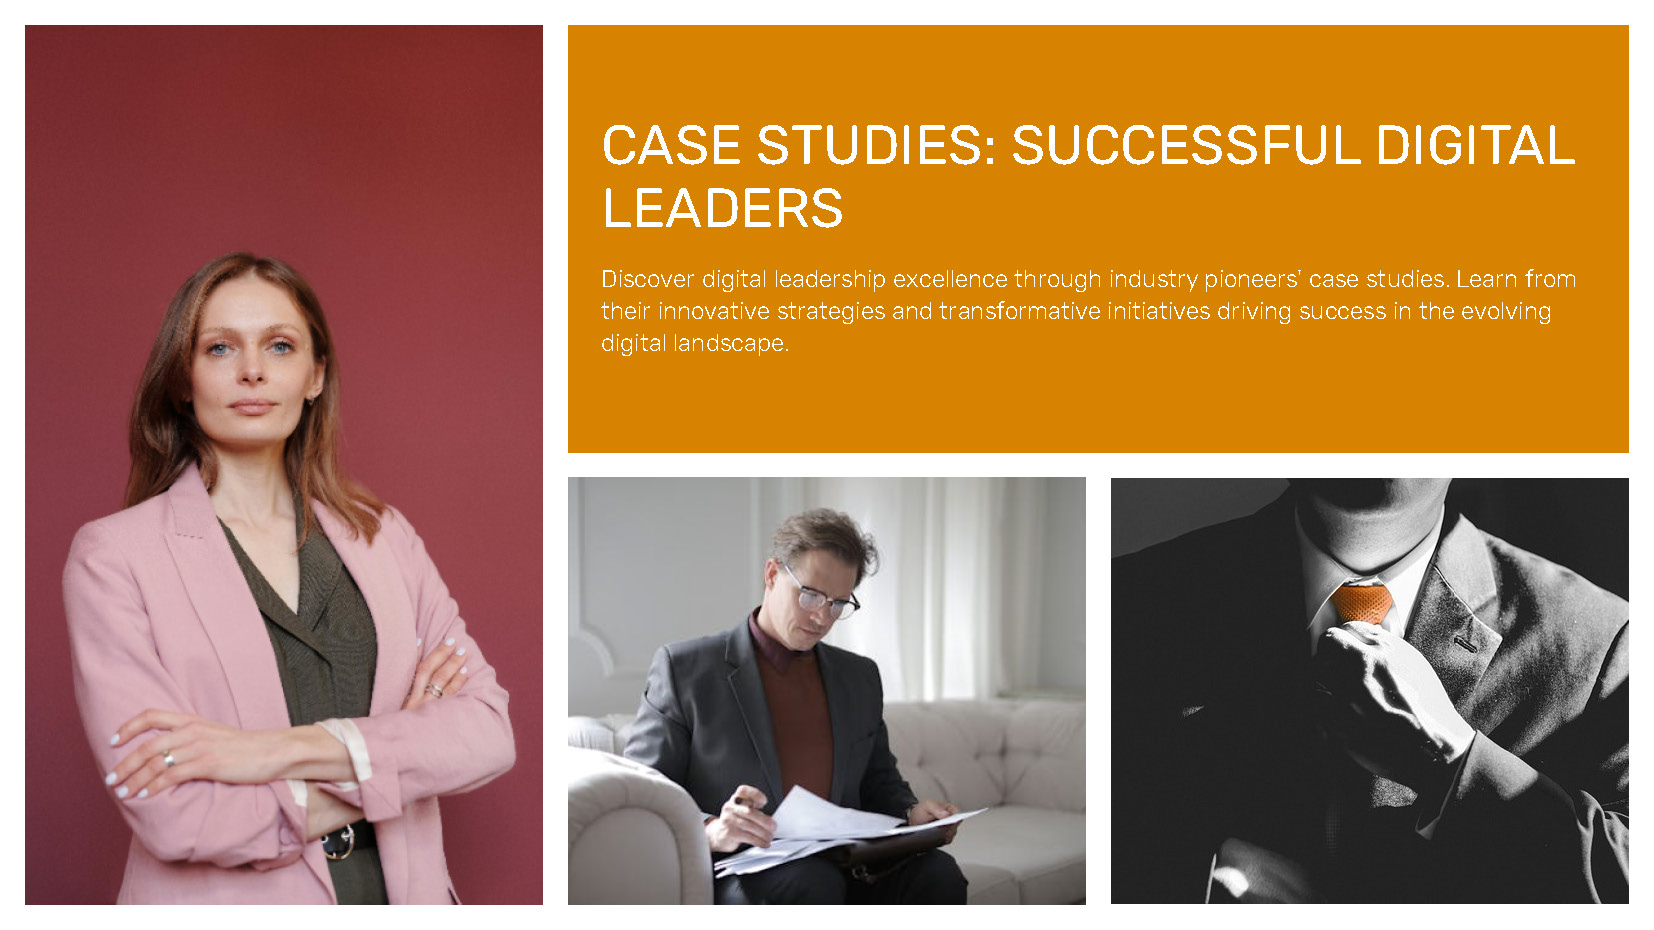 CASE STUDIES: SUCCESSFUL DIGITAL
LEADERS
Discover digital leadership excellence through industry pioneers' case studies. Learn from
their innovative strategies and transformative initiatives driving success in the evolving
digital landscape.